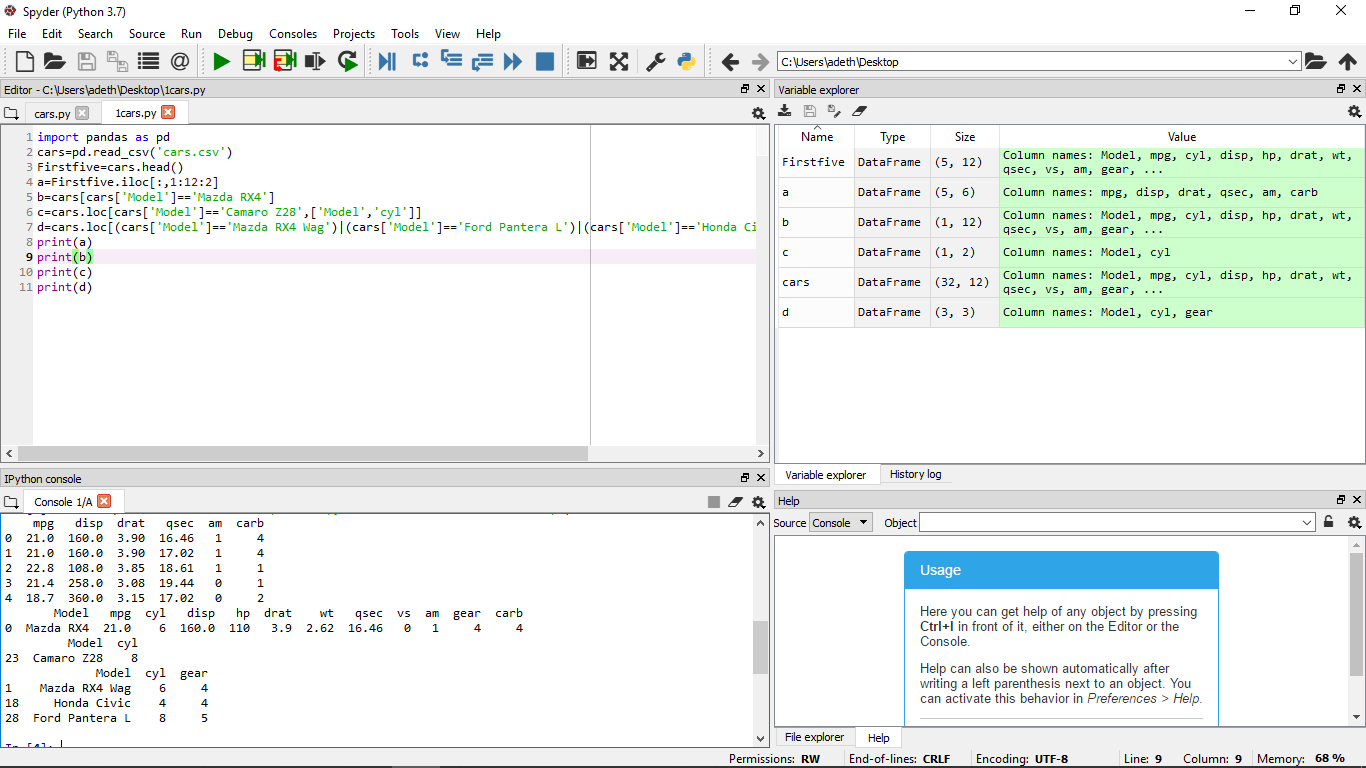 Spyder (Python 3.7)
File Edit Search Source Run Debug Consoles Projects Tools View Help
C:\Users\adeth\Desktop
Editor - C:\Users\adeth\Desktop\1cars.py
cars.py 1cars.py
1 import pandas as pd
2 cars=pd.read_csv('cars.csv')
3 Firstfive=cars.head()
4 a=Firstfive.iloc[:,1:12:2]
5 b=cars[cars['Model']=='Mazda RX4']
6 c=cars.loc[cars['Model']=='Camaro Z28',['Model','cyl']]
7 d=cars.loc[(cars['Model']=='Mazda RX4 Wag')|(cars['Model']=='Ford Pantera L')|(cars['Model']=='Honda Ci
8 print(a)
9 print(b)
10 print(c)
11 print(d)
Variable explorer
Name Type Size Value
Firstfive DataFrame (5, 12) Column names: Model, mpg, cyl, disp, hp, drat, wt,
qsec, vs, am, gear, ...
a DataFrame (5, 6) Column names: mpg, disp, drat, qsec, am, carb
b DataFrame (1, 12) Column names: Model, mpg, cyl, disp, hp, drat, wt,
qsec, vs, am, gear, ...
c DataFrame (1, 2) Column names: Model, cyl
cars DataFrame (32, 12) Column names: Model, mpg, cyl, disp, hp, drat, wt,
qsec, vs, am, gear, ...
d DataFrame (3, 3) Column names: Model, cyl, gear
Variable explorer History log
IPython console
Console 1/A
mpg disp drat qsec am carb
0 21.0 160.0 3.90 16.46 1 4
1 21.0 160.0 3.90 17.02 1 4
2 22.8 108.0 3.85 18.61 1 1
3 21.4 258.0 3.08 19.44 0 1
4 18.7 360.0 3.15 17.02 0 2
Model mpg cyl disp hp drat wt qsec vs am gear carb
0 Mazda RX4 21.0 6 160.0 110 3.9 2.62 16.46 0 1 4 4
Model cyl
23 Camaro Z28 8
Model cyl gear
1 Mazda RX4 Wag 6 4
18 Honda Civic 4 4
28 Ford Pantera L 8 5
In [4]:
Help
Source Console Object
Usage
Here you can get help of any object by pressing
Ctrl+I in front of it, either on the Editor or the
Console.
Help can also be shown automatically after
writing a left parenthesis next to an object. You
can activate this behavior in Preferences > Help.
File explorer Help
Permissions: RW End-of-lines: CRLF Encoding: UTF-8 Line: 9 Column: 9 Memory: 68 %